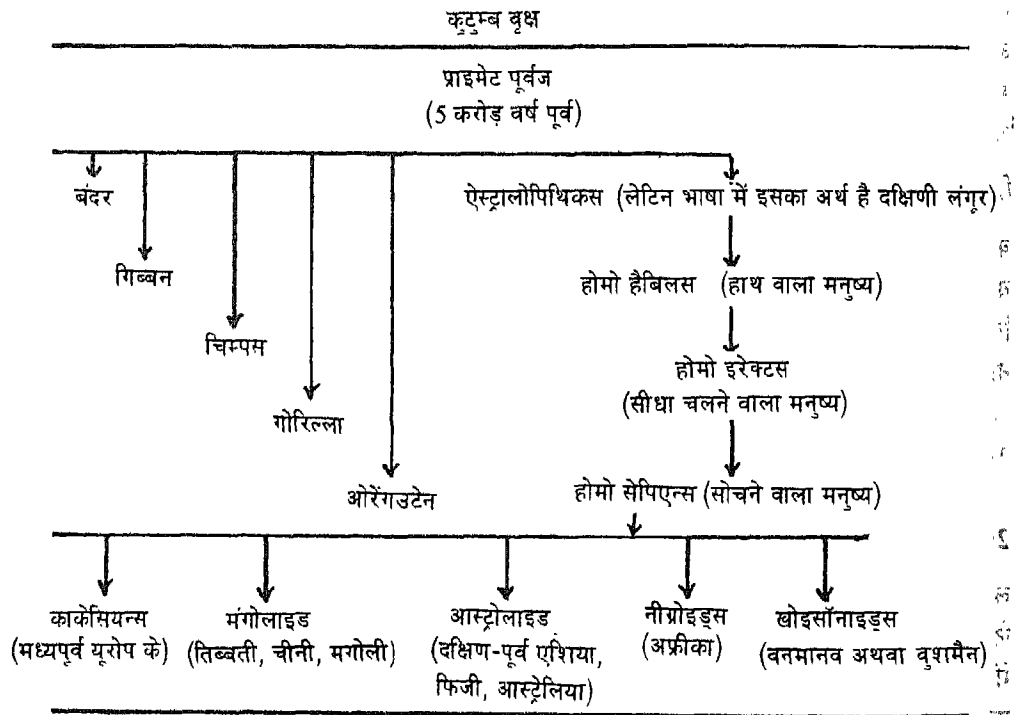 कुटुम्ब वृक्ष
प्राइमेट पूर्वज
(5 करोड़ वर्ष पूर्व)
बंदर
ऐस्ट्रालोपिथिकस (लेटिन भाषा में इसका अर्थ है दक्षिणी लंगूर)
गिब्बन
होमो हैबिलस (हाथ वाला मनुष्य)
चिम्पस
होमो इरेक्टस
(सीधा चलने वाला मनुष्य)
गोरिल्ला
ओरेंगउटेन
होमो सेपिएन्स (सोचने वाला मनुष्य)
काकेसियन्स
(मध्यपूर्व यूरोप के)
मंगोलाइड
(तिब्बती, चीनी, मगोली)
आस्ट्रोलाइड
(दक्षिण-पूर्व एशिया,
फिजी, आस्ट्रेलिया)
नीग्रोइड्स
(अफ्रीका)
खोइसॉनाइड्स
(वनमानव अथवा वुशमैन)